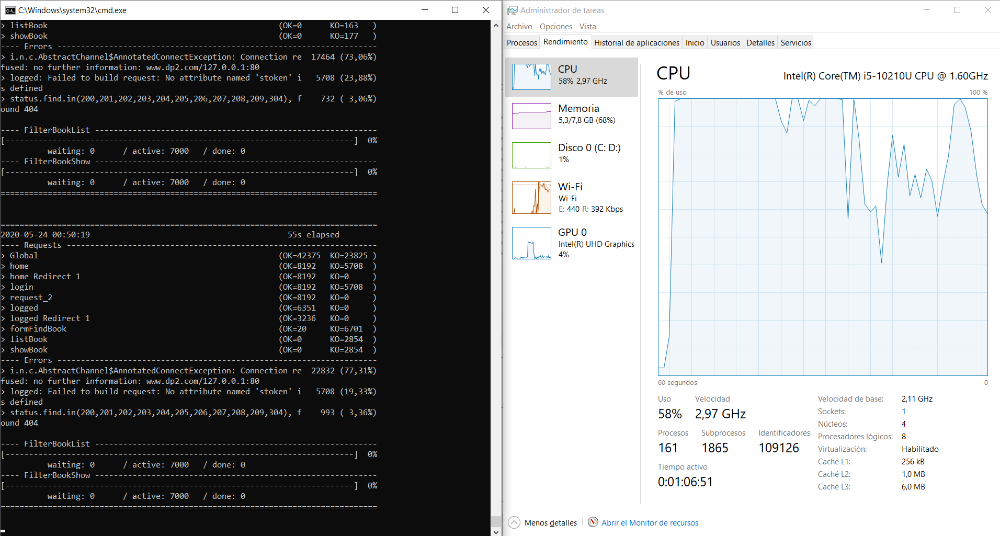 C:\Windows\system32\cmd.exe
> listBook (OK=0 KO=163 )
> showBook (OK=0 KO=177 )
---- Errors --------------------------------------------------------------------
> i.n.c.AbstractChannel$AnnotatedConnectException: Connection re 17464 (73,06%)
fused: no further information: www.dp2.com/127.0.0.1:80
> logged: Failed to build request: No attribute named 'stoken' i 5708 (23,88%)
s defined
> status.find.in(200,201,202,203,204,205,206,207,208,209,304), f 732 ( 3,06%)
ound 404
---- FilterBookList ------------------------------------------------------------
[--------------------------------------------------------------------------] 0%
waiting: 0 / active: 7000 / done: 0
---- FilterBookShow ------------------------------------------------------------
[--------------------------------------------------------------------------] 0%
waiting: 0 / active: 7000 / done: 0
================================================================================
================================================================================
2020-05-24 00:50:19 55s elapsed
---- Requests ------------------------------------------------------------------
> Global (OK=42375 KO=23825 )
> home (OK=8192 KO=5708 )
> home Redirect 1 (OK=8192 KO=0 )
> login (OK=8192 KO=5708 )
> request_2 (OK=8192 KO=0 )
> logged (OK=6351 KO=0 )
> logged Redirect 1 (OK=3236 KO=0 )
> formFindBook (OK=20 KO=6701 )
> listBook (OK=0 KO=2854 )
> showBook (OK=0 KO=2854 )
---- Errors --------------------------------------------------------------------
> i.n.c.AbstractChannel$AnnotatedConnectException: Connection re 22832 (77,31%)
fused: no further information: www.dp2.com/127.0.0.1:80
> logged: Failed to build request: No attribute named 'stoken' i 5708 (19,33%)
s defined
> status.find.in(200,201,202,203,204,205,206,207,208,209,304), f 993 ( 3,36%)
ound 404
---- FilterBookList ------------------------------------------------------------
[--------------------------------------------------------------------------] 0%
waiting: 0 / active: 7000 / done: 0
---- FilterBookShow ------------------------------------------------------------
[--------------------------------------------------------------------------] 0%
waiting: 0 / active: 7000 / done: 0
================================================================================
Administrador de tareas
Archivo Opciones Vista
Procesos Rendimiento Historial de aplicaciones Inicio Usuarios Detalles Servicios
CPU
58% 2,97 GHz
Memoria
5,3/7,8 GB (68%)
Disco 0 (C: D:)
1%
Wi-Fi
Wi-Fi
E: 440 R: 392 Kbps
GPU 0
Intel(R) UHD Graphics
4%
CPU Intel(R) Core(TM) i5-10210U CPU @ 1.60GHz
% de uso 100 %
60 segundos 0
Uso Velocidad
58% 2,97 GHz
Procesos Subprocesos Identificadores
161 1865 109126
Tiempo activo
0:01:06:51
Velocidad de base: 2,11 GHz
Sockets: 1
Núcleos: 4
Procesadores lógicos: 8
Virtualización: Habilitado
Caché L1: 256 kB
Caché L2: 1,0 MB
Caché L3: 6,0 MB
Menos detalles Abrir el Monitor de recursos